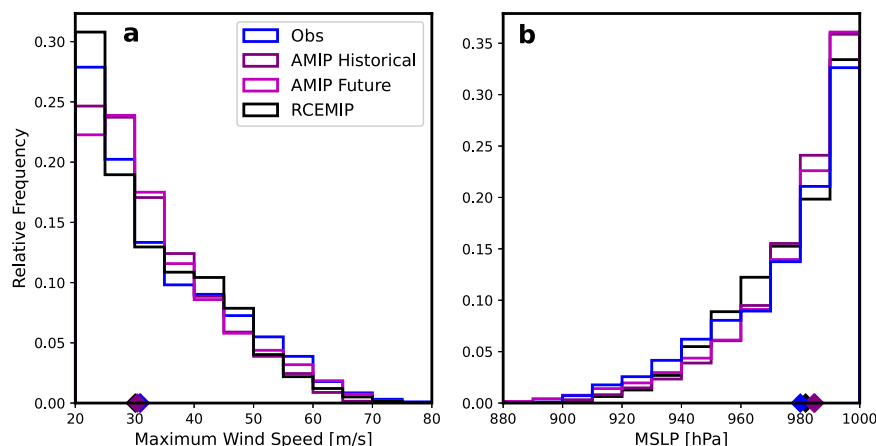 a
b
Obs
AMIP Historical
AMIP Future
RCEMIP
Relative Frequency
0.30
0.25
0.20
0.15
0.10
0.05
0.00
20 30 40 50 60 70 80
Maximum Wind Speed [m/s]
0.35
0.30
0.25
0.20
0.15
0.10
0.05
0.00
880 900 920 940 960 980 1000
MSLP [hPa]